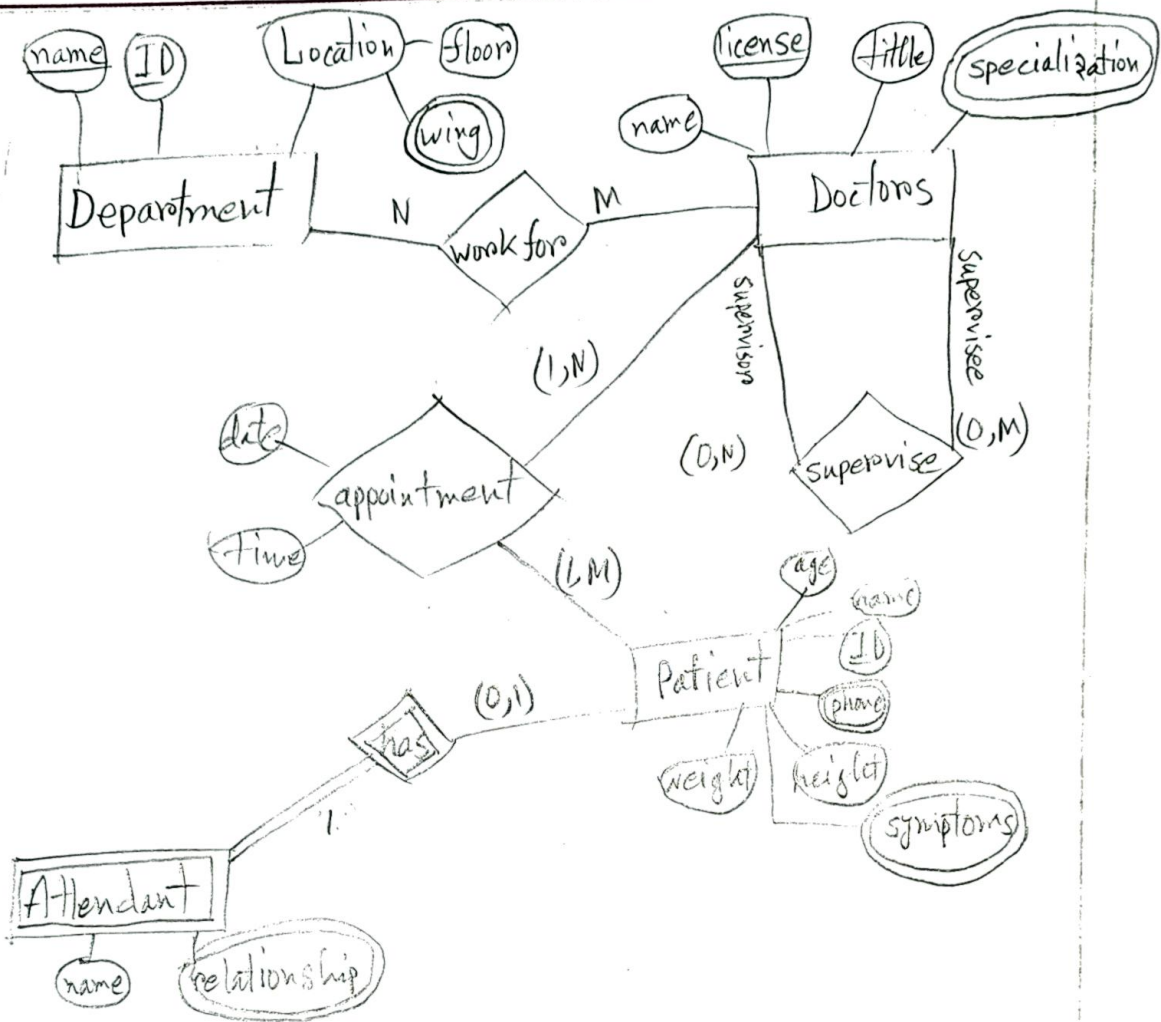 name
ID
Location
floor
wing
license
tittle
specialization
name
Department
N
work for
M
Doctors
supervisor
supervisee
(1,N)
date
appointment
time
(0,N)
supervise
(0,M)
(1,M)
age
name
ID
phone
Patient
weight
height
symptoms
has
(0,1)
1
Attendant
name
relationship